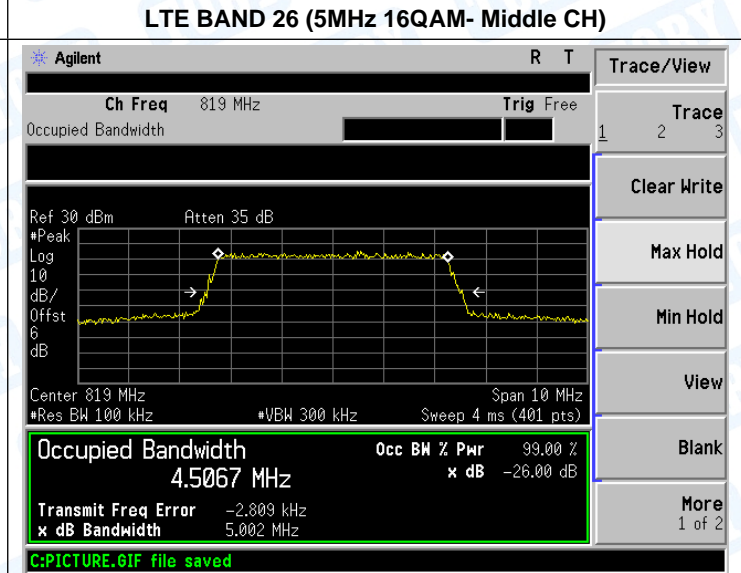 LTE BAND 26 (5MHz 16QAM- Middle CH)
Agilent R T
Ch Freq 819 MHz Trig Free
Occupied Bandwidth
Ref 30 dBm Atten 35 dB
#Peak
Log
10
dB/
Offst
6
dB
Center 819 MHz Span 10 MHz
#Res BW 100 kHz #VBW 300 kHz Sweep 4 ms (401 pts)
Occupied Bandwidth Occ BW % Pwr 99.00 %
4.5067 MHz x dB -26.00 dB
Transmit Freq Error -2.809 kHz
x dB Bandwidth 5.002 MHz
C:PICTURE.GIF file saved
Trace/View
Trace
1 2 3
Clear Write
Max Hold
Min Hold
View
Blank
More
1 of 2